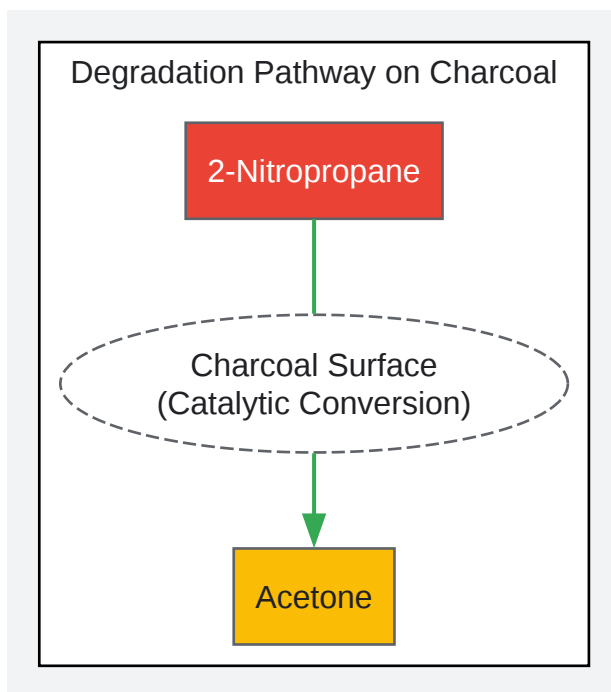 Degradation Pathway on Charcoal
2-Nitropropane
Charcoal Surface
(Catalytic Conversion)
Acetone